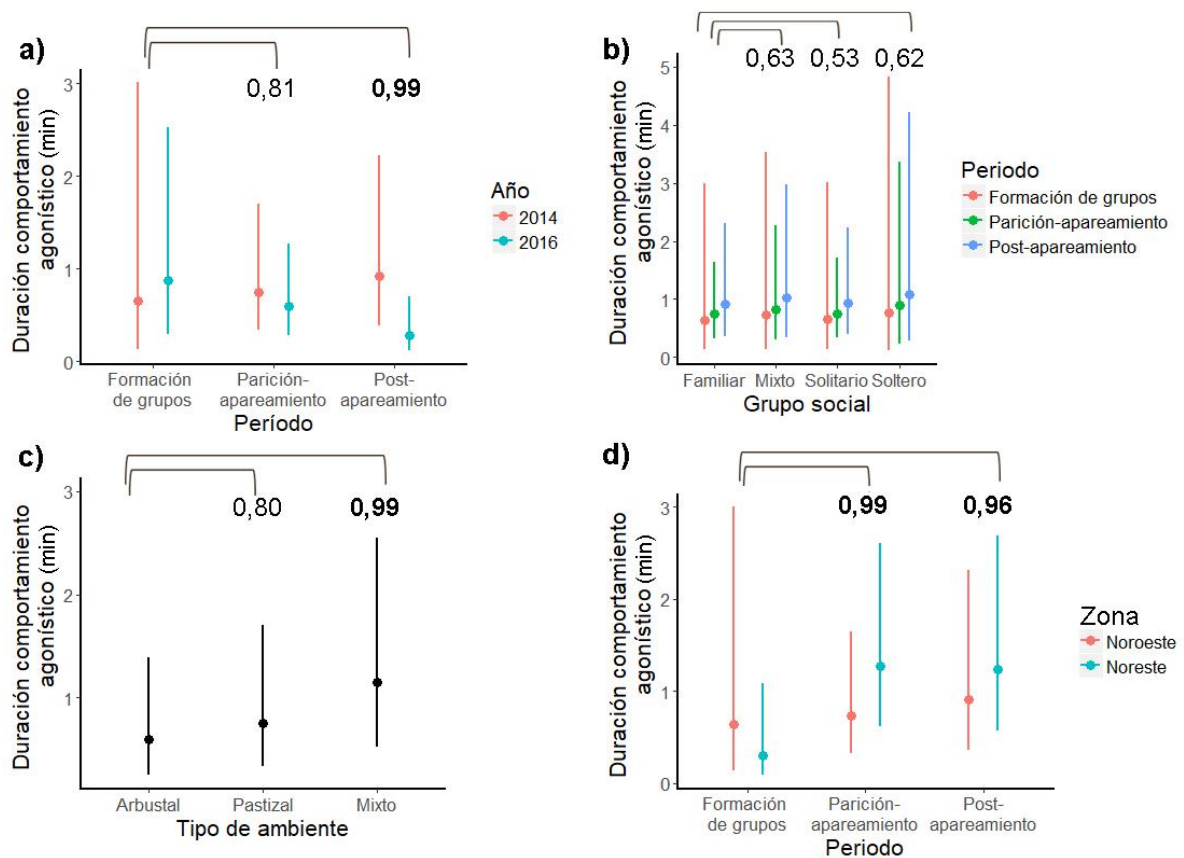 a)
0,81
0,99
Duración comportamiento
agonístico (min)
3
2
1
0
Formación
de grupos
Parición-
apareamiento
Post-
apareamiento
Período
Año
2014
2016
b)
0,63
0,53
0,62
Duración comportamiento
agonístico (min)
5
4
3
2
1
0
Familiar
Mixto
Solitario
Soltero
Grupo social
Periodo
Formación de grupos
Parición-apareamiento
Post-apareamiento
c)
0,80
0,99
Duración comportamiento
agonístico (min)
3
2
1
Arbustal
Pastizal
Mixto
Tipo de ambiente
d)
0,99
0,96
Duración comportamiento
agonístico (min)
3
2
1
0
Formación
de grupos
Parición-
apareamiento
Post-
apareamiento
Periodo
Zona
Noroeste
Noreste